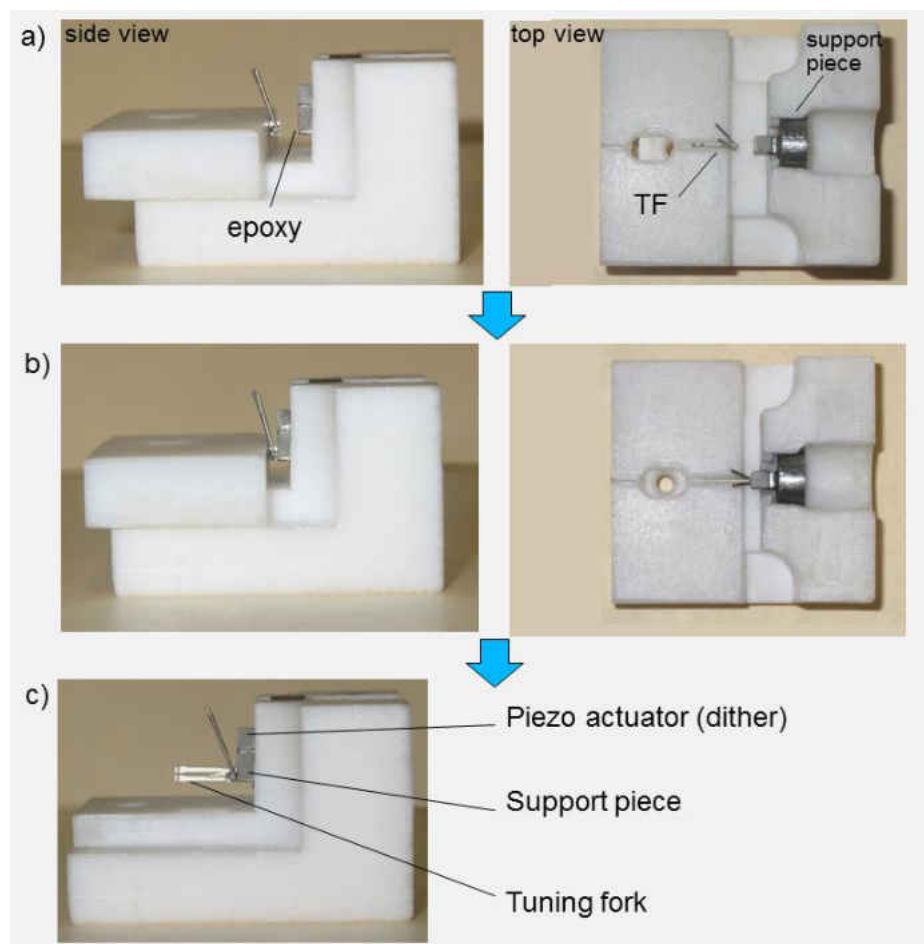 a)
side view
top view
support
piece
epoxy
TF
b)
c)
Piezo actuator (dither)
Support piece
Tuning fork